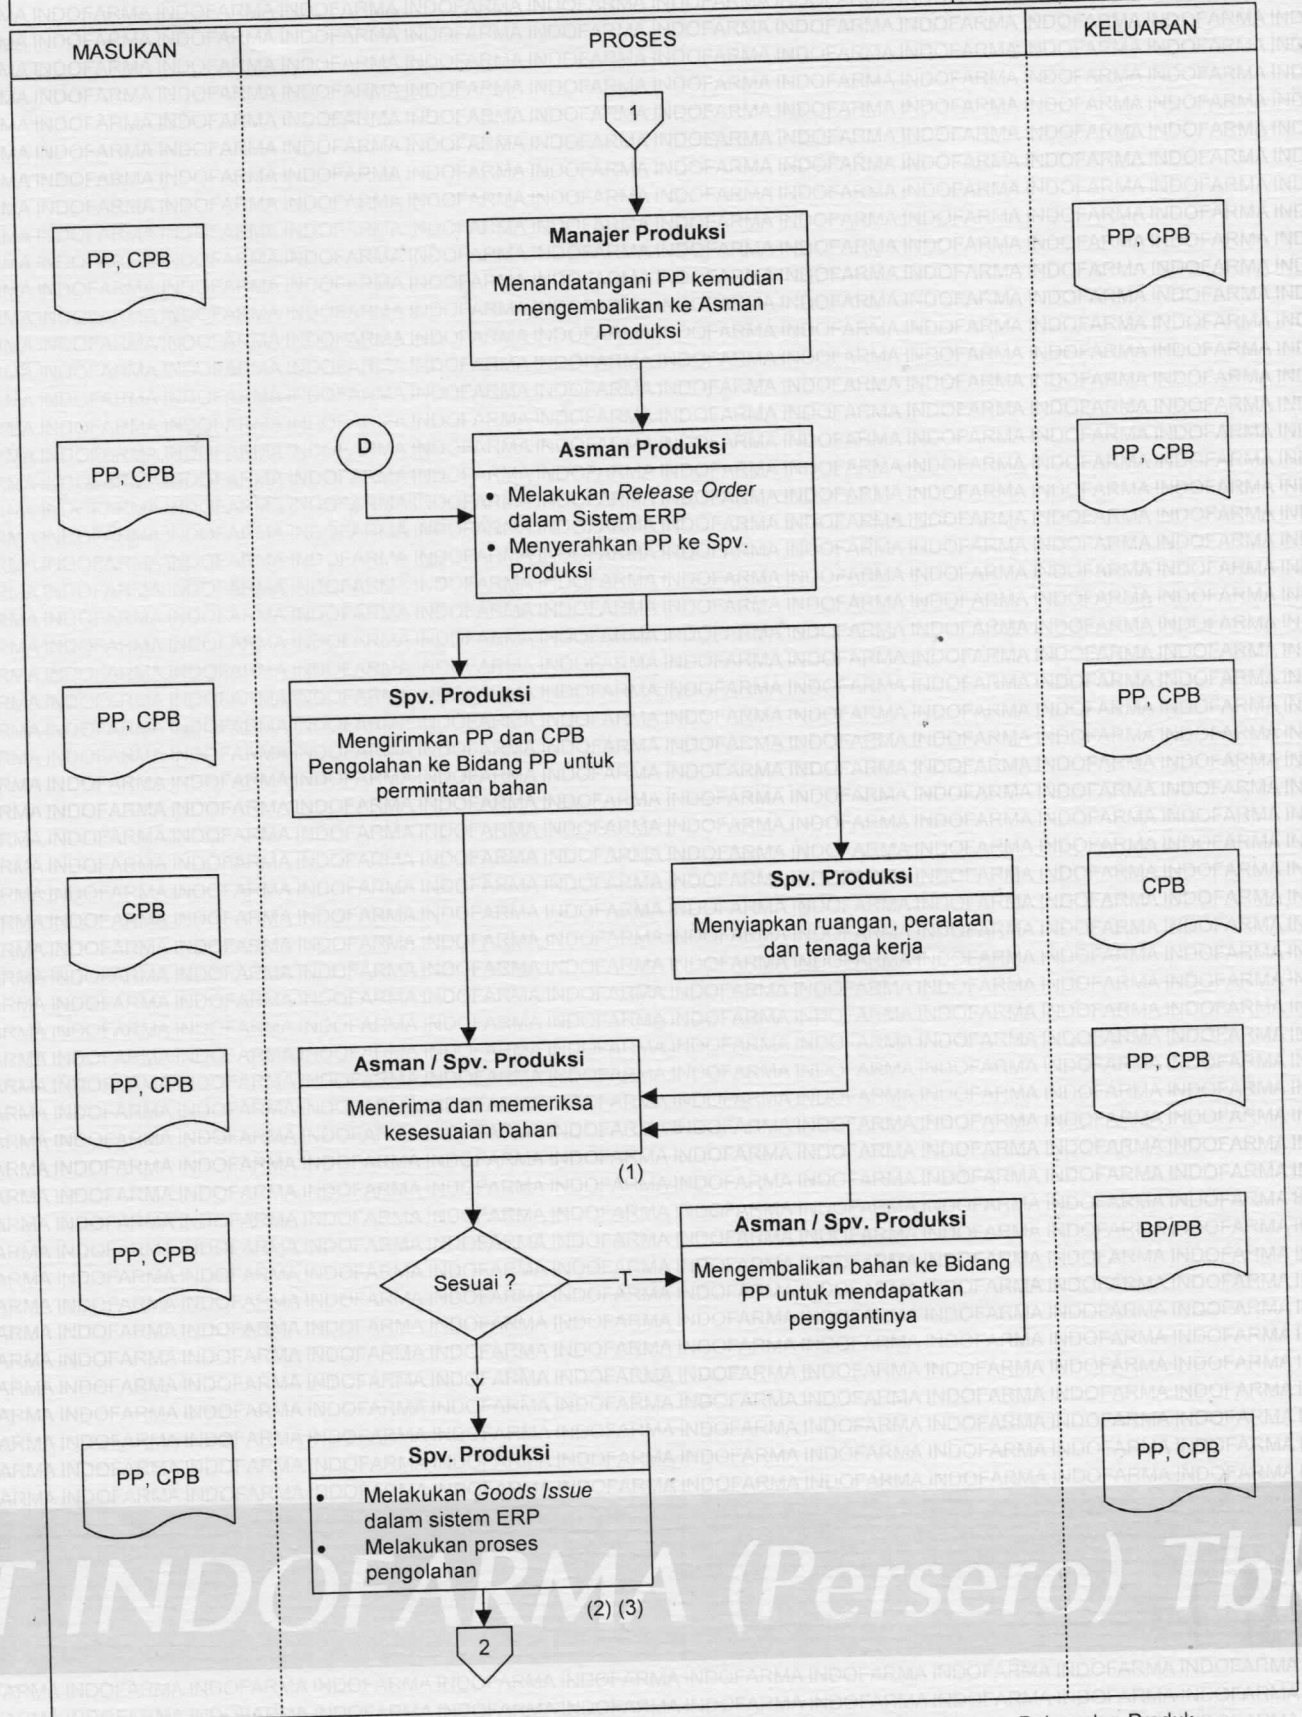 MASUKAN
PROSES
KELUARAN
1
PP, CPB
Manajer Produksi
Menandatangani PP kemudian
mengembalikan ke Asman
Produksi
PP, CPB
PP, CPB
D
Asman Produksi
• Melakukan Release Order
dalam Sistem ERP
• Menyerahkan PP ke Spv.
Produksi
PP, CPB
PP, CPB
Spv. Produksi
Mengirimkan PP dan CPB
Pengolahan ke Bidang PP untuk
permintaan bahan
PP, CPB
CPB
Spv. Produksi
Menyiapkan ruangan, peralatan
dan tenaga kerja
CPB
PP, CPB
Asman / Spv. Produksi
Menerima dan memeriksa
kesesuaian bahan
(1)
PP, CPB
PP, CPB
Sesuai ?
T
Asman / Spv. Produksi
Mengembalikan bahan ke Bidang
PP untuk mendapatkan
penggantinya
BP/PB
Y
PP, CPB
Spv. Produksi
• Melakukan Goods Issue
dalam sistem ERP
• Melakukan proses
pengolahan
(2) (3)
PP, CPB
2
T INDOFARMA (Persero) Tbk